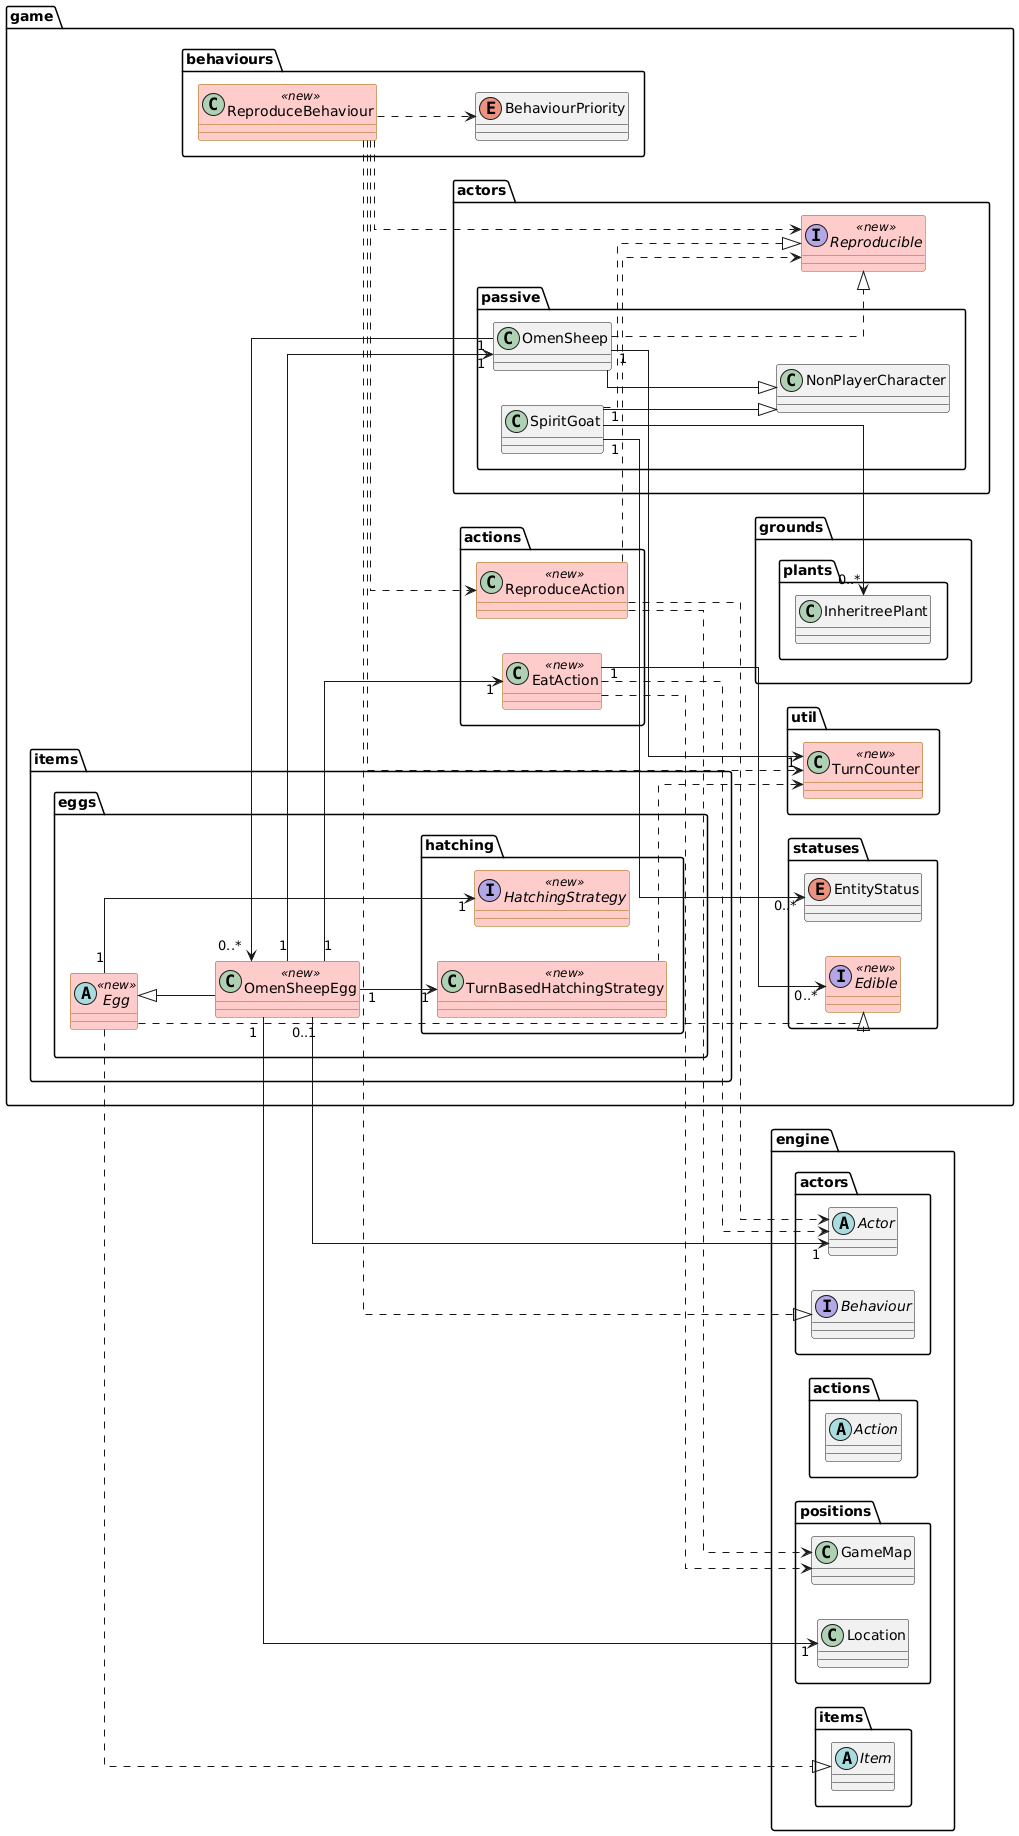 game
behaviours
C
«new»
ReproduceBehaviour
E
BehaviourPriority
actors
I
«new»
Reproducible
passive
C
OmenSheep
1
1
1
C
NonPlayerCharacter
C
SpiritGoat
1
1
actions
C
«new»
ReproduceAction
C
«new»
EatAction
1
1
grounds
plants
0..*
C
InheritreePlant
util
C
«new»
TurnCounter
1
items
eggs
hatching
I
«new»
HatchingStrategy
1
1
A
«new»
Egg
0..*
1
1
C
«new»
OmenSheepEgg
1
1
0..1
C
«new»
TurnBasedHatchingStrategy
1
statuses
E
EntityStatus
0..*
I
«new»
Edible
0..*
engine
actors
A
Actor
1
I
Behaviour
actions
A
Action
positions
C
GameMap
C
Location
1
items
A
Item